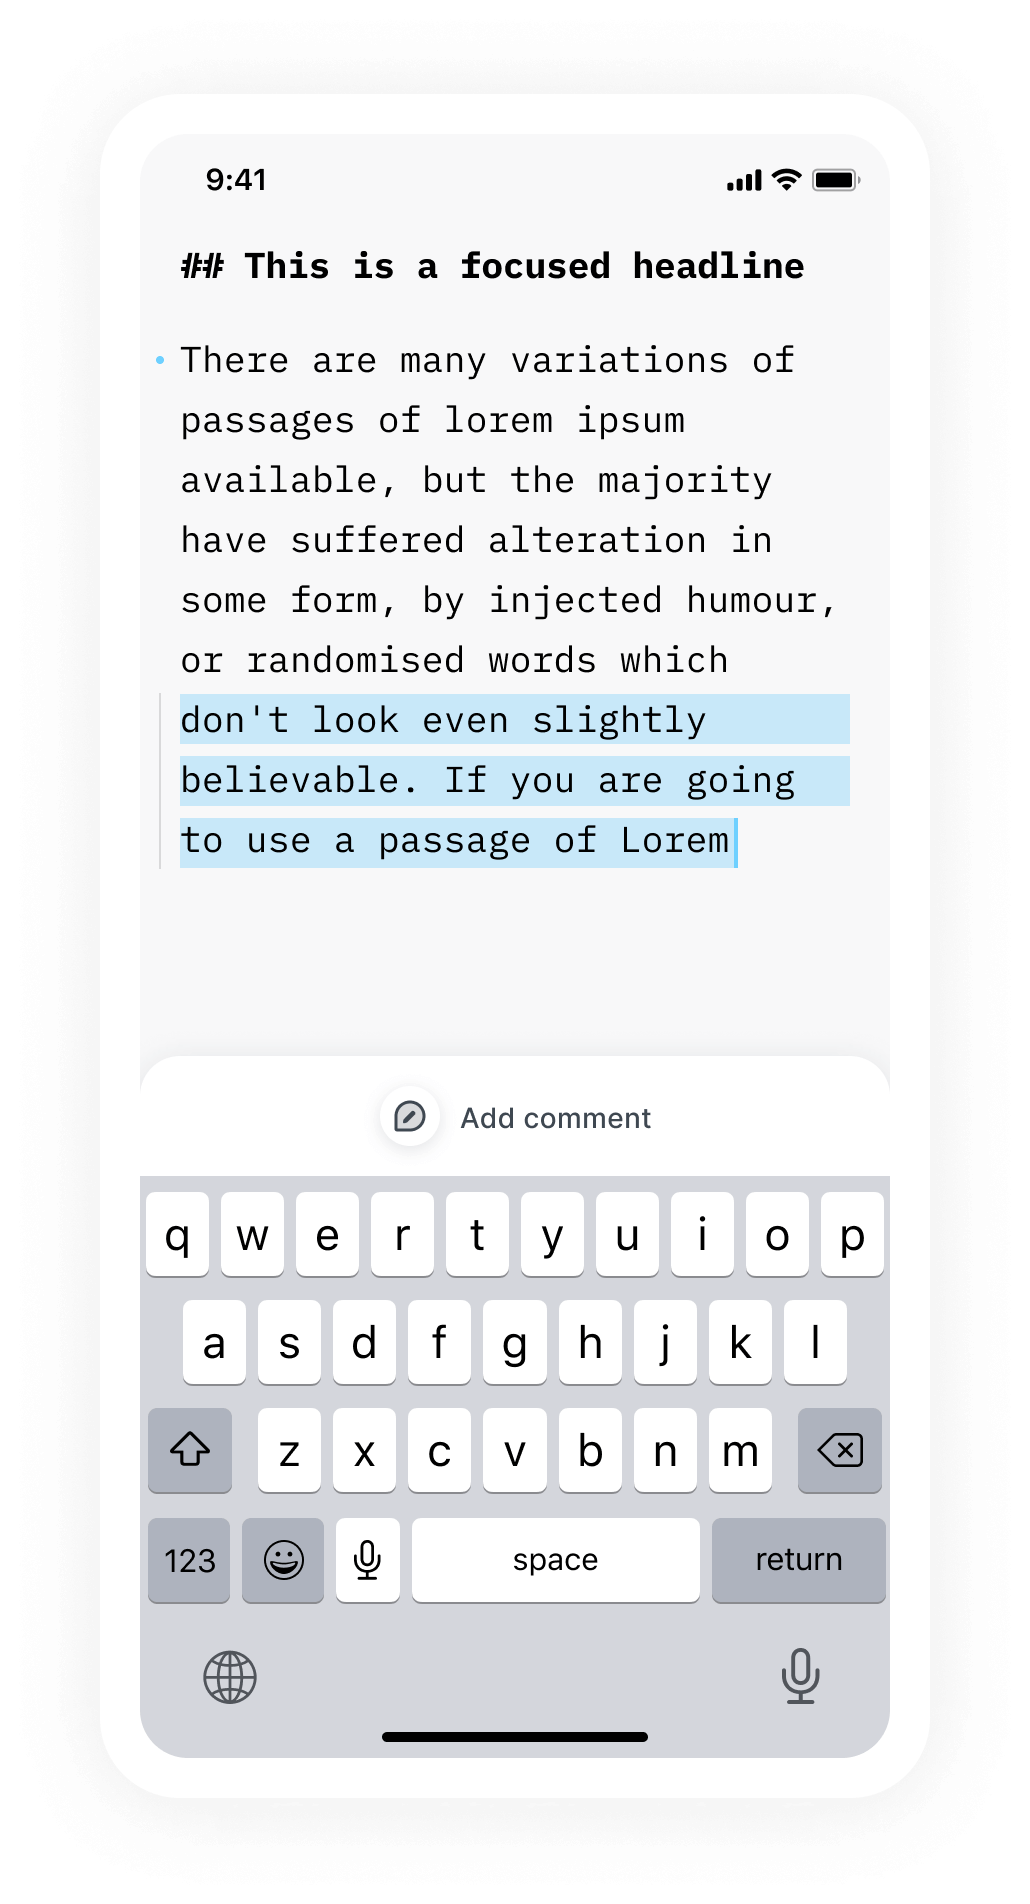 9:41
## This is a focused headline
There are many variations of
passages of lorem ipsum
available, but the majority
have suffered alteration in
some form, by injected humour,
or randomised words which
don't look even slightly
believable. If you are going
to use a passage of Lorem
Add comment
q w e r t y u i o p
a s d f g h j k l
z x c v b n m
123 space return